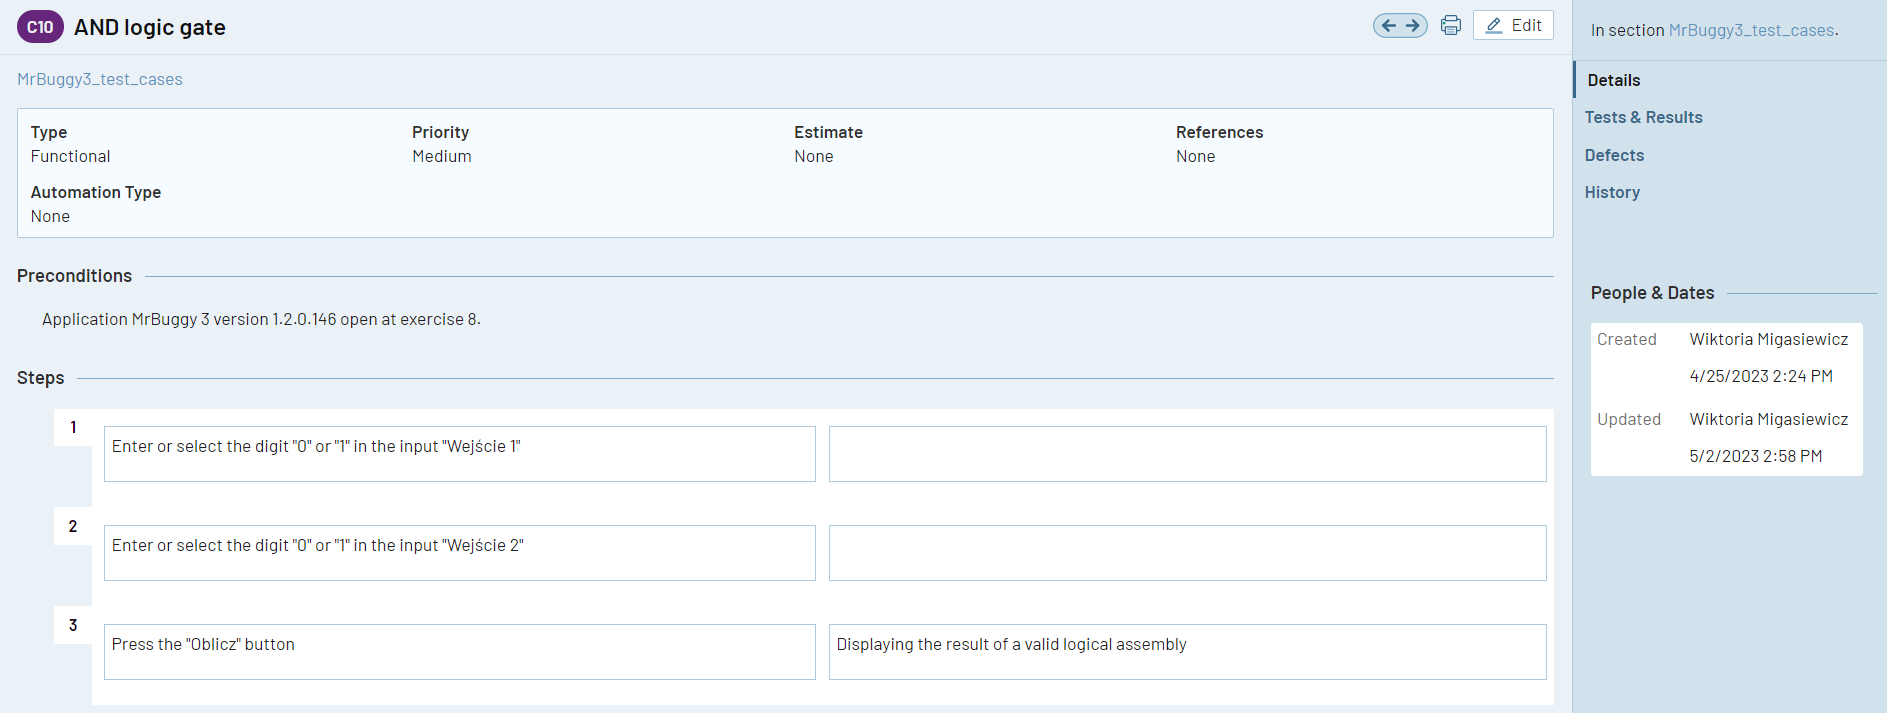 C10 AND logic gate
Edit
MrBuggy3_test_cases
Type
Functional
Priority
Medium
Estimate
None
References
None
Automation Type
None
Preconditions
Application MrBuggy 3 version 1.2.0.146 open at exercise 8.
Steps
1
Enter or select the digit "0" or "1" in the input "Wejście 1"
2
Enter or select the digit "0" or "1" in the input "Wejście 2"
3
Press the "Oblicz" button
Displaying the result of a valid logical assembly
In section MrBuggy3_test_cases.
Details
Tests & Results
Defects
History
People & Dates
Created Wiktoria Migasiewicz
4/25/2023 2:24 PM
Updated Wiktoria Migasiewicz
5/2/2023 2:58 PM